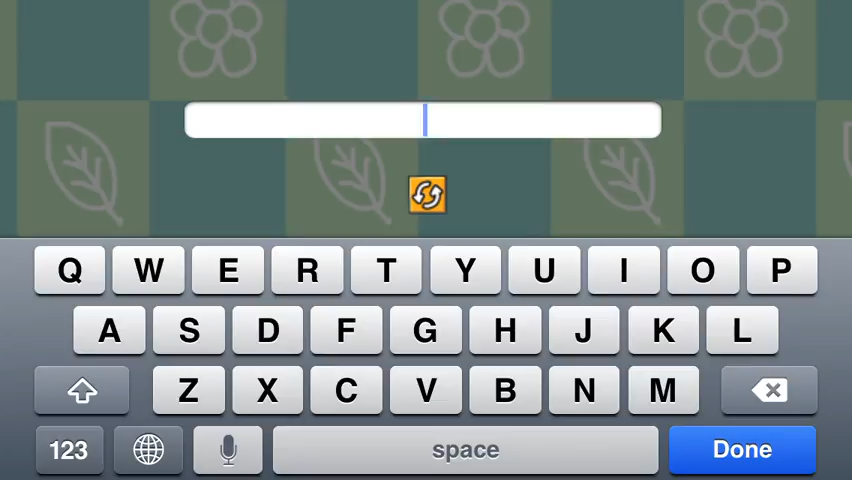 Q W E R T Y U I O P
A S D F G H J K L
Z X C V B N M
123 space Done